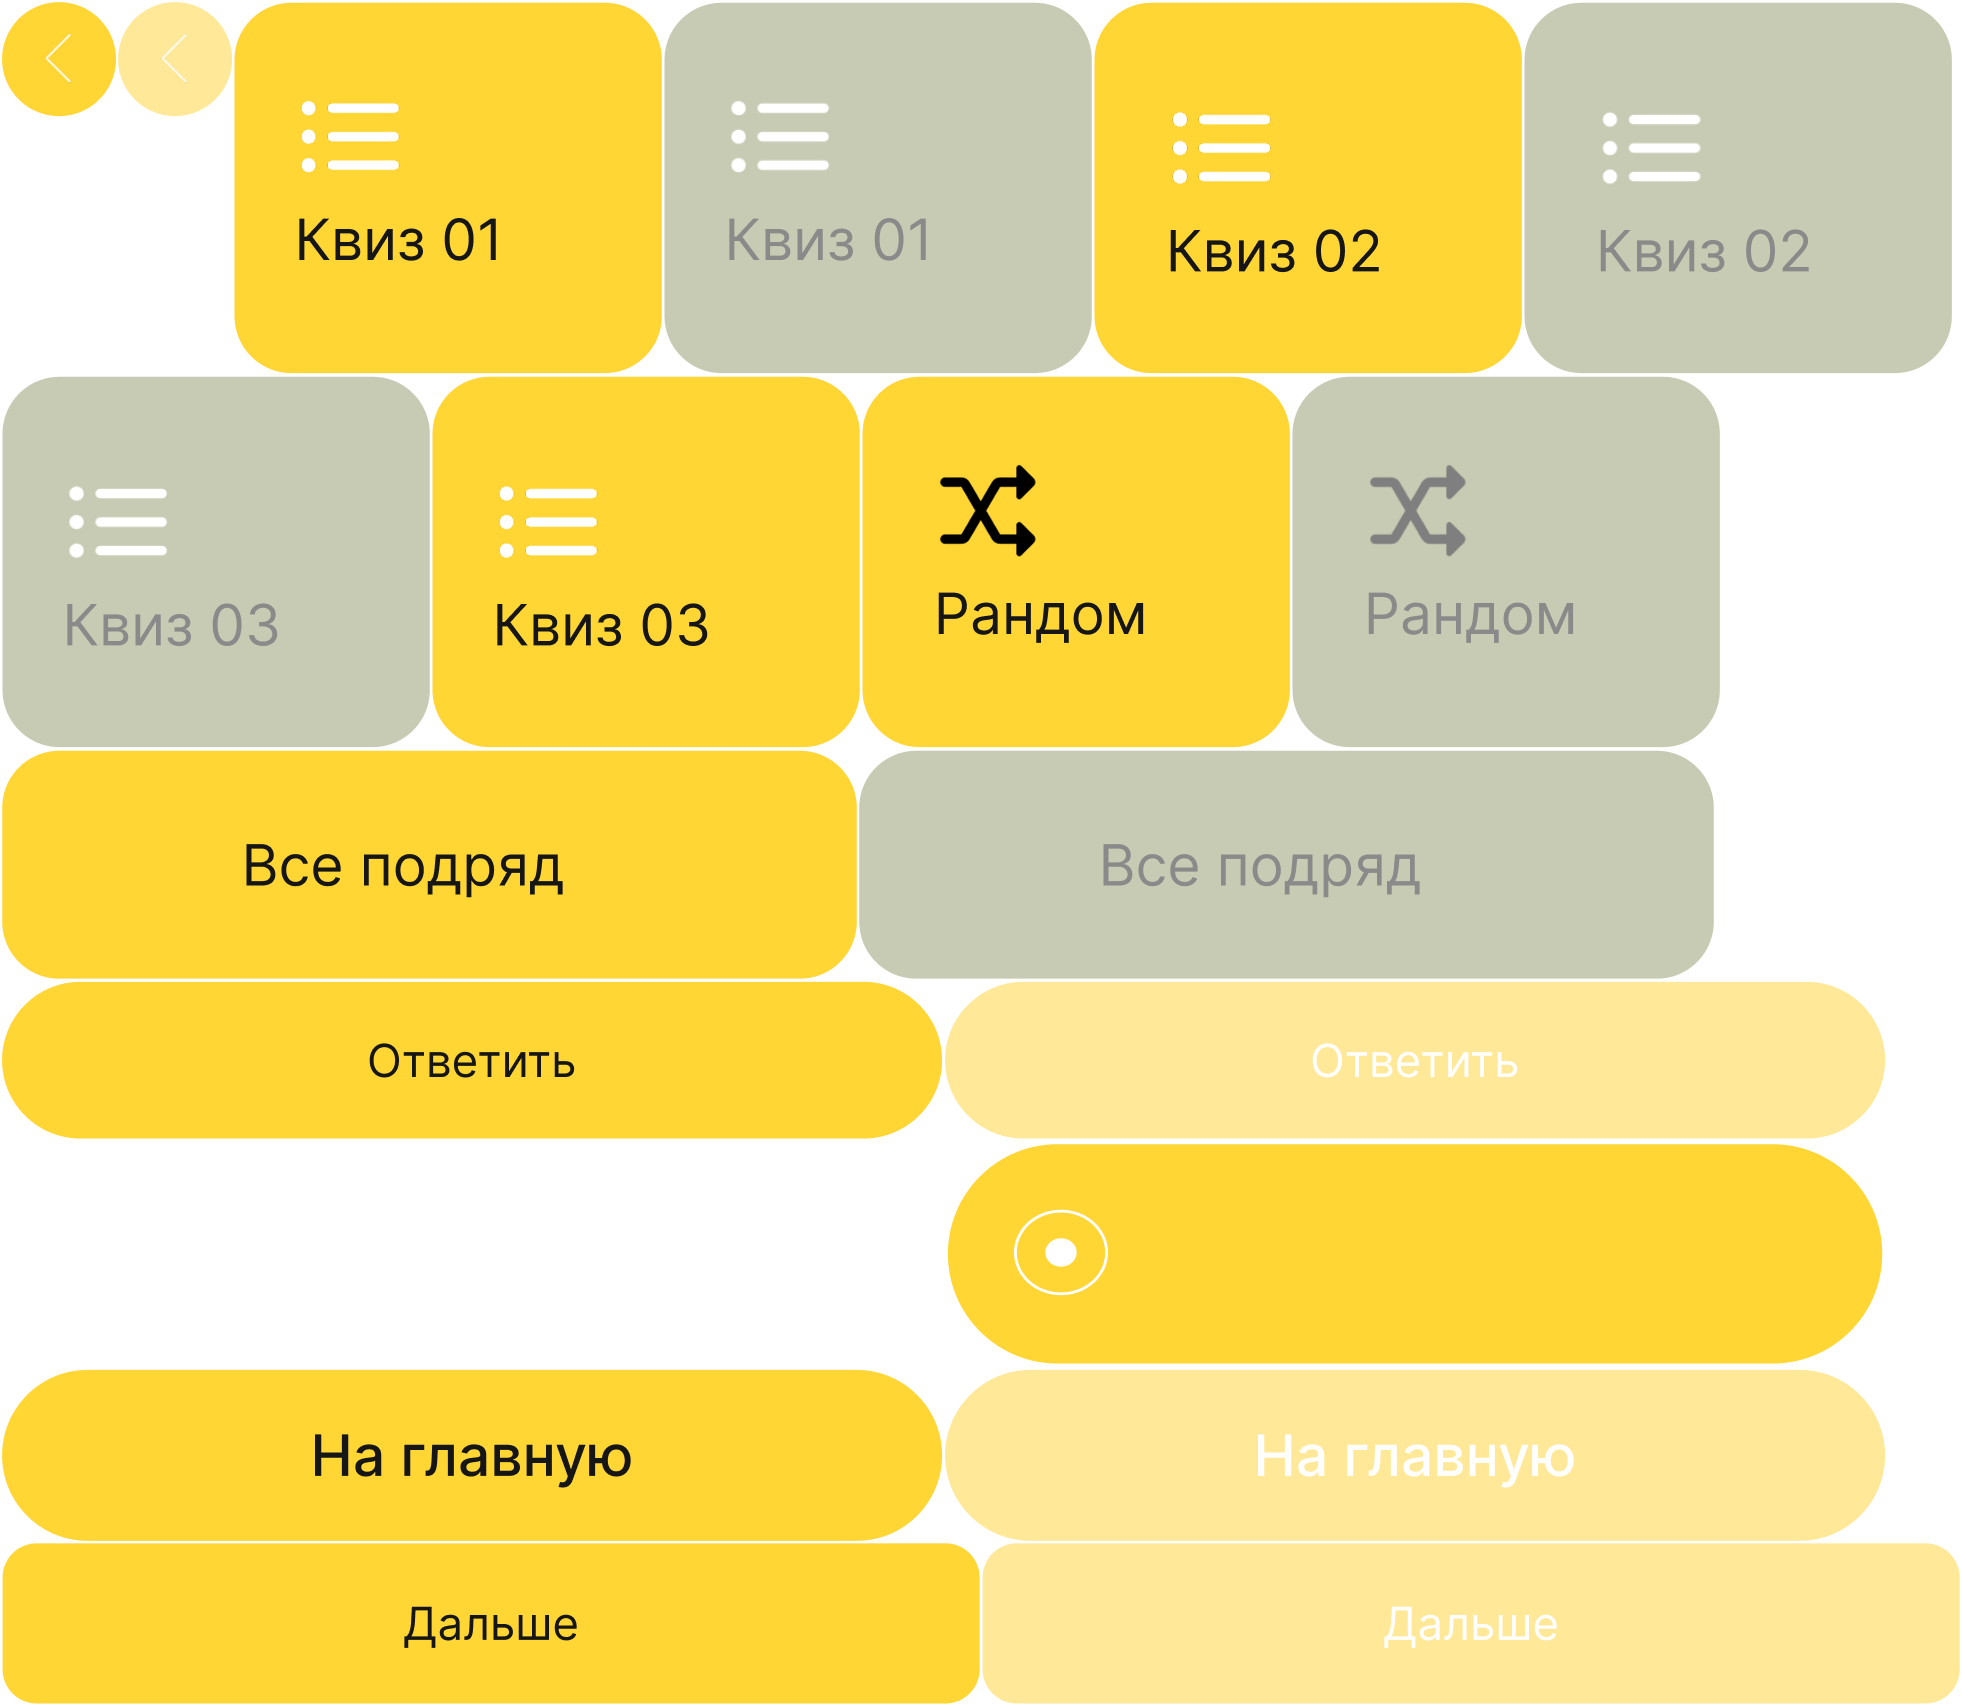 Квиз 01
Квиз 01
Квиз 02
Квиз 02
Квиз 03
Квиз 03
Рандом
Рандом
Все подряд
Все подряд
Ответить
Ответить
На главную
На главную
Дальше
Дальше